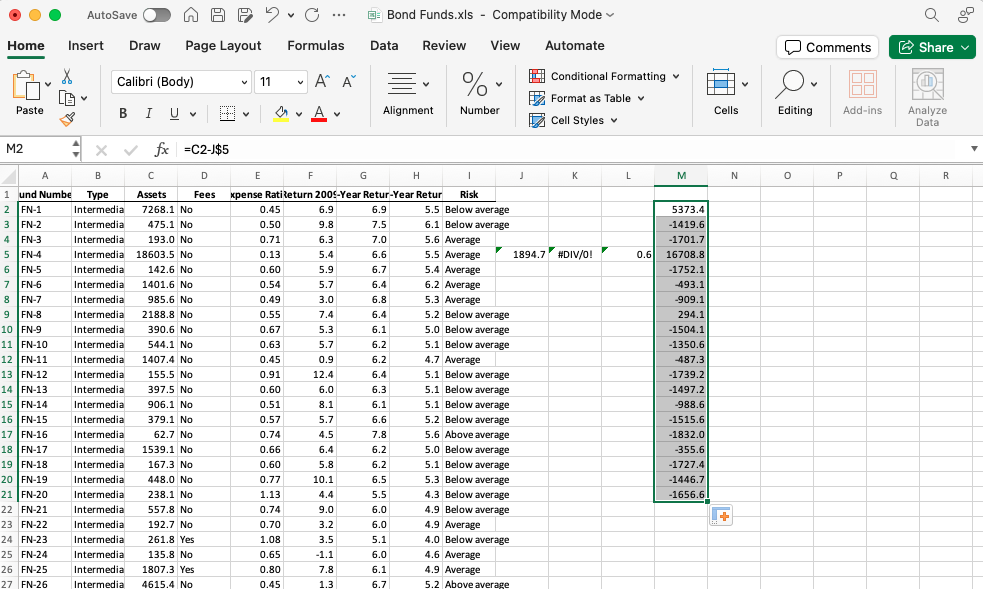 AutoSave Bond Funds.xls - Compatibility Mode
Home Insert Draw Page Layout Formulas Data Review View Automate Comments Share
Paste Calibri (Body) 11 A A B I U A Alignment % Number Conditional Formatting Format as Table Cell Styles Cells Editing Add-ins Analyze Data
M2 fx =C2-J$5
A B C D E F G H I J K L M N O P Q R
1 und Numbe Type Assets Fees xpense Rati Return 2009 -Year Retur -Year Retur Risk
2 FN-1 Intermedia 7268.1 No 0.45 6.9 6.9 5.5 Below average 5373.4
3 FN-2 Intermedia 475.1 No 0.50 9.8 7.5 6.1 Below average -1419.6
4 FN-3 Intermedia 193.0 No 0.71 6.3 7.0 5.6 Average -1701.7
5 FN-4 Intermedia 18603.5 No 0.13 5.4 6.6 5.5 Average 1894.7 #DIV/0! 0.6 16708.8
6 FN-5 Intermedia 142.6 No 0.60 5.9 6.7 5.4 Average -1752.1
7 FN-6 Intermedia 1401.6 No 0.54 5.7 6.4 6.2 Average -493.1
8 FN-7 Intermedia 985.6 No 0.49 3.0 6.8 5.3 Average -909.1
9 FN-8 Intermedia 2188.8 No 0.55 7.4 6.4 5.2 Below average 294.1
10 FN-9 Intermedia 390.6 No 0.67 5.3 6.1 5.0 Below average -1504.1
11 FN-10 Intermedia 544.1 No 0.63 5.7 6.2 5.1 Below average -1350.6
12 FN-11 Intermedia 1407.4 No 0.45 0.9 6.2 4.7 Average -487.3
13 FN-12 Intermedia 155.5 No 0.91 12.4 6.4 5.1 Below average -1739.2
14 FN-13 Intermedia 397.5 No 0.60 6.0 6.3 5.1 Below average -1497.2
15 FN-14 Intermedia 906.1 No 0.51 8.1 6.1 5.1 Below average -988.6
16 FN-15 Intermedia 379.1 No 0.57 5.7 6.6 5.2 Below average -1515.6
17 FN-16 Intermedia 62.7 No 0.74 4.5 7.8 5.6 Above average -1832.0
18 FN-17 Intermedia 1539.1 No 0.66 6.4 6.2 5.0 Below average -355.6
19 FN-18 Intermedia 167.3 No 0.60 5.8 6.2 5.1 Below average -1727.4
20 FN-19 Intermedia 448.0 No 0.77 10.1 6.5 5.3 Below average -1446.7
21 FN-20 Intermedia 238.1 No 1.13 4.4 5.5 4.3 Below average -1656.6
22 FN-21 Intermedia 557.8 No 0.74 9.0 6.0 4.9 Below average
23 FN-22 Intermedia 192.7 No 0.70 3.2 6.0 4.9 Average
24 FN-23 Intermedia 261.8 Yes 1.08 3.5 5.1 4.0 Below average
25 FN-24 Intermedia 135.8 No 0.65 -1.1 6.0 4.6 Average
26 FN-25 Intermedia 1807.3 Yes 0.80 7.8 6.1 4.9 Average
27 FN-26 Intermedia 4615.4 No 0.45 1.3 6.7 5.2 Above average